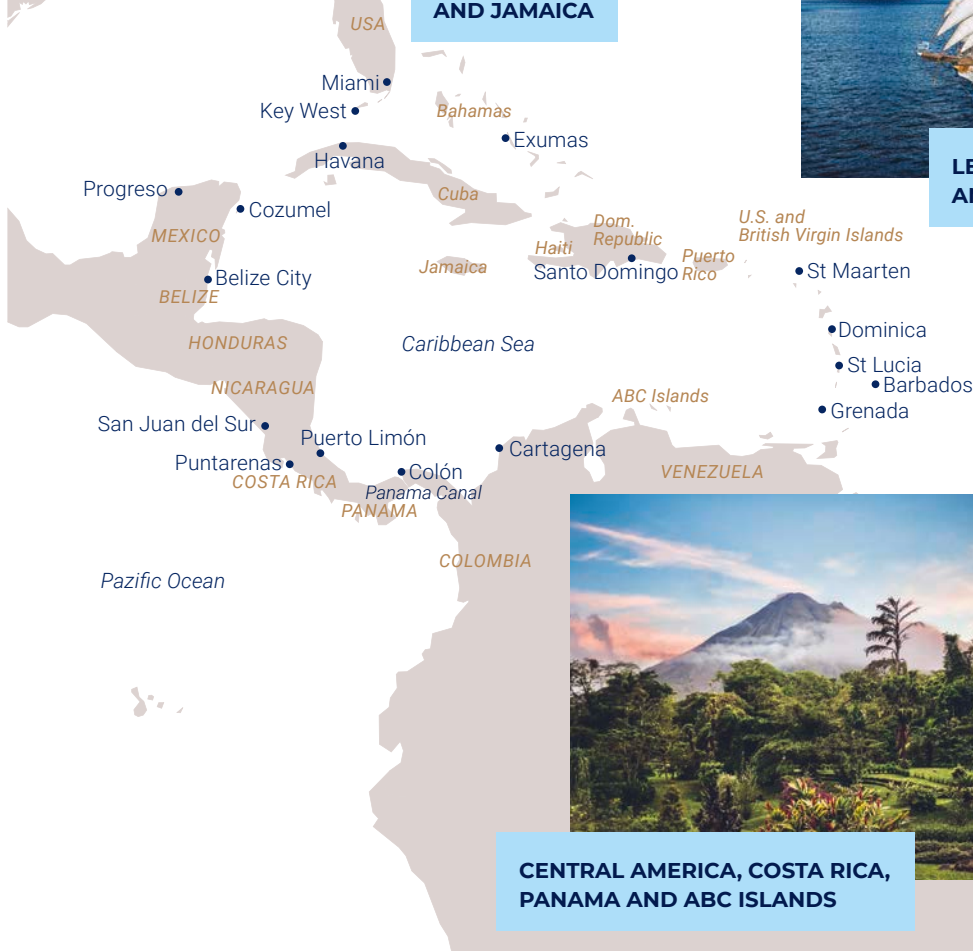 AND JAMAICA
USA
Miami
Key West
Bahamas
Exumas
Havana
Progreso
Cozumel
Cuba
MEXICO
Dom.
Republic
U.S. and
British Virgin Islands
Haiti
Jamaica
Puerto
Rico
Santo Domingo
St Maarten
Belize City
BELIZE
Dominica
HONDURAS
Caribbean Sea
St Lucia
Barbados
NICARAGUA
ABC Islands
Grenada
San Juan del Sur
Puerto Limón
Cartagena
Puntarenas
Colón
VENEZUELA
COSTA RICA
Panama Canal
PANAMA
COLOMBIA
Pazific Ocean
CENTRAL AMERICA, COSTA RICA,
PANAMA AND ABC ISLANDS